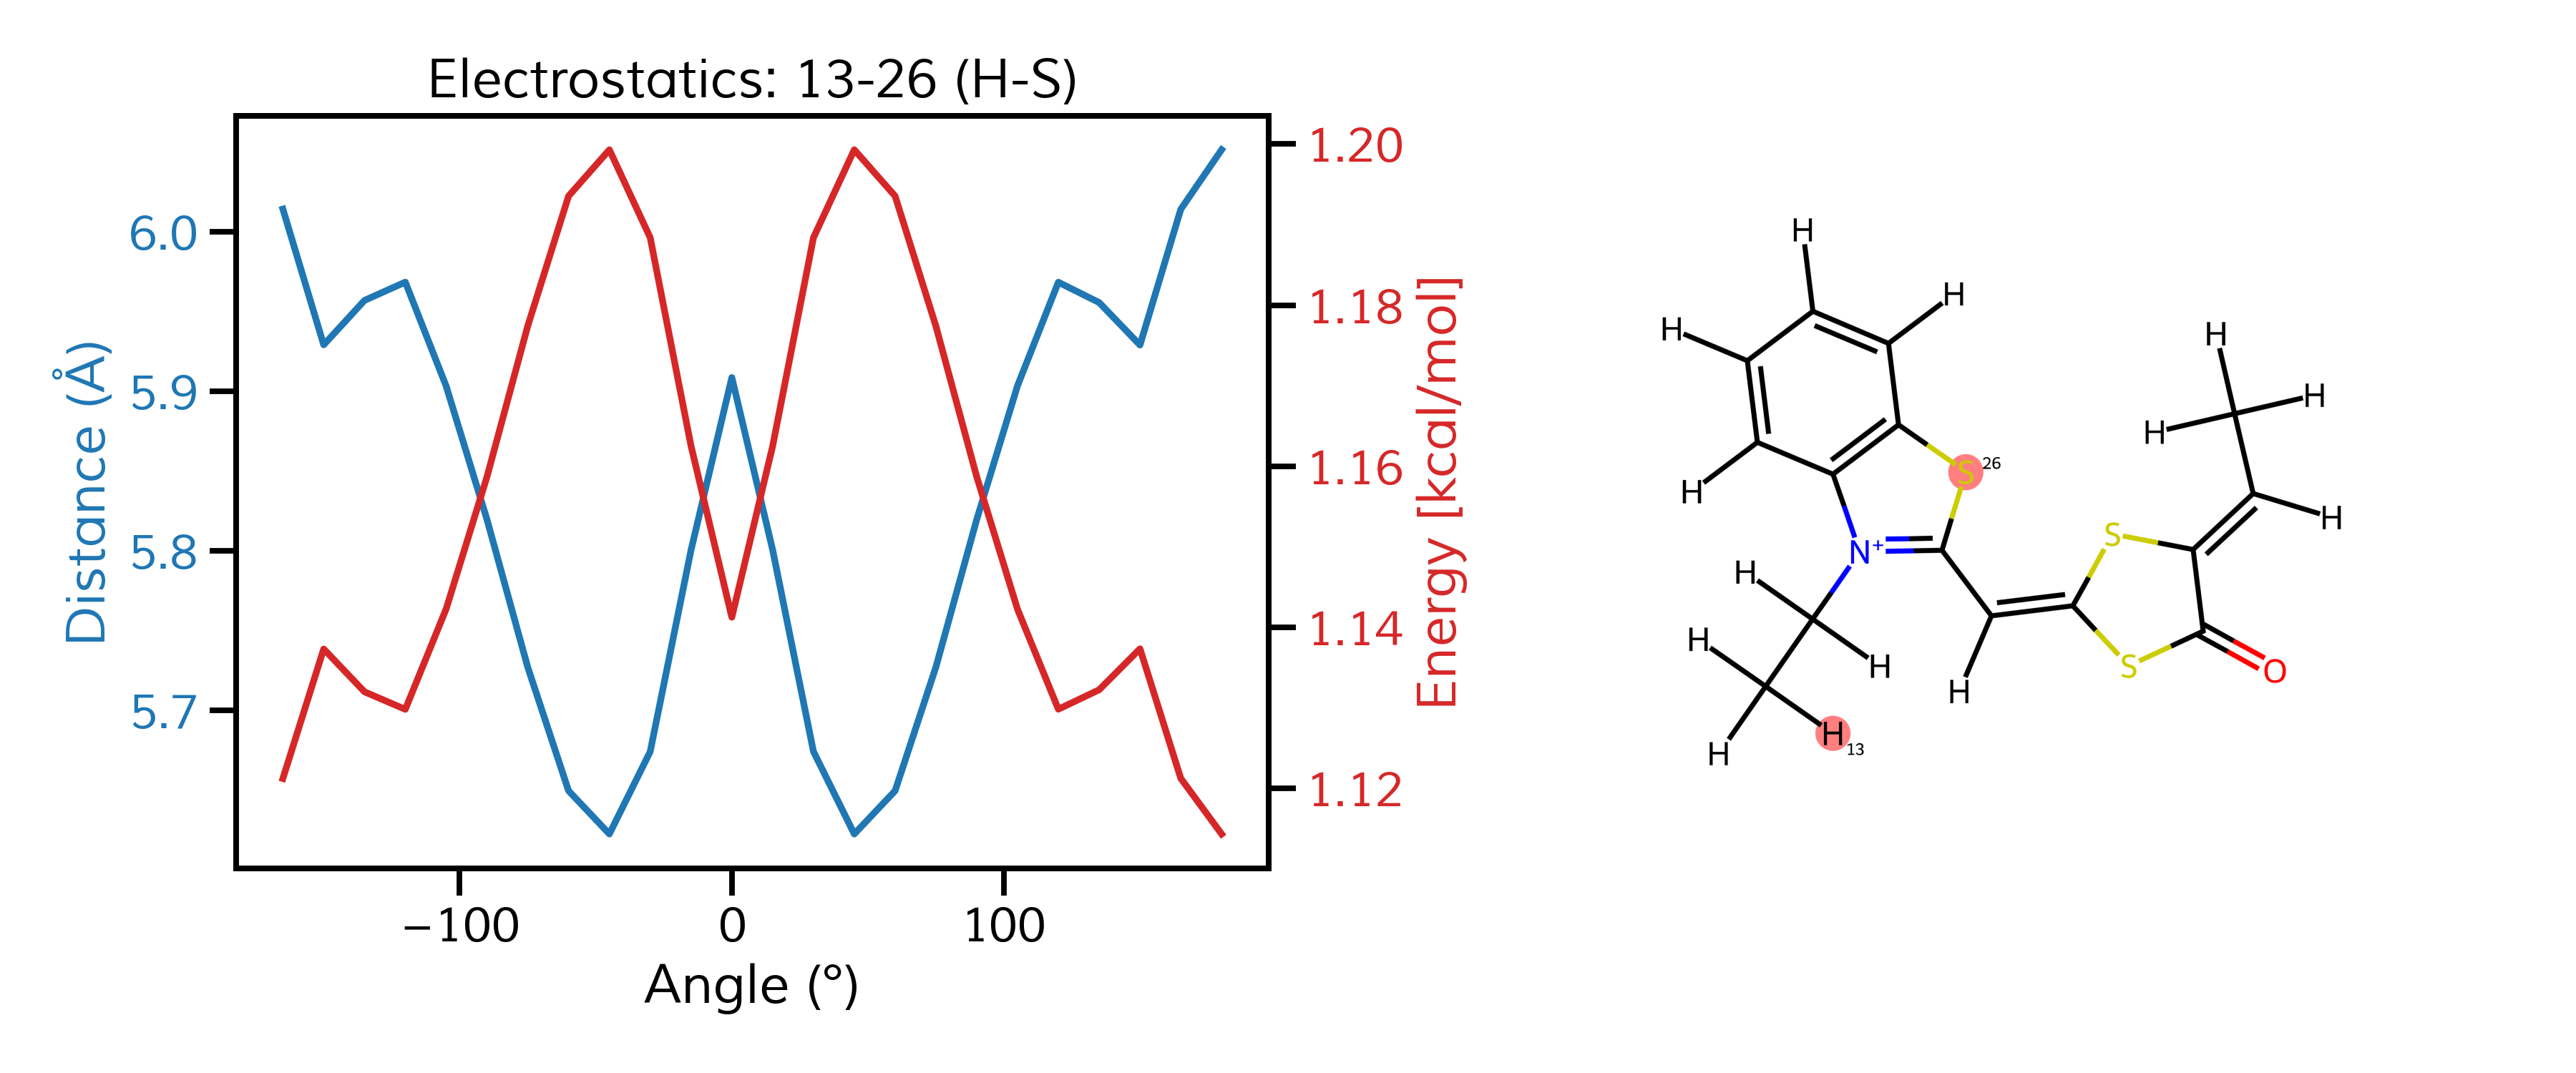 Electrostatics: 13-26 (H-S)
Distance (Å)
6.0
5.9
5.8
5.7
1.20
1.18
1.16
1.14
1.12
Energy [kcal/mol]
−100 0 100
Angle (°)
H
H
H
H
H
H
H
S 26
H
H
S
N+
H
H
H
S
O
H
H
H 13